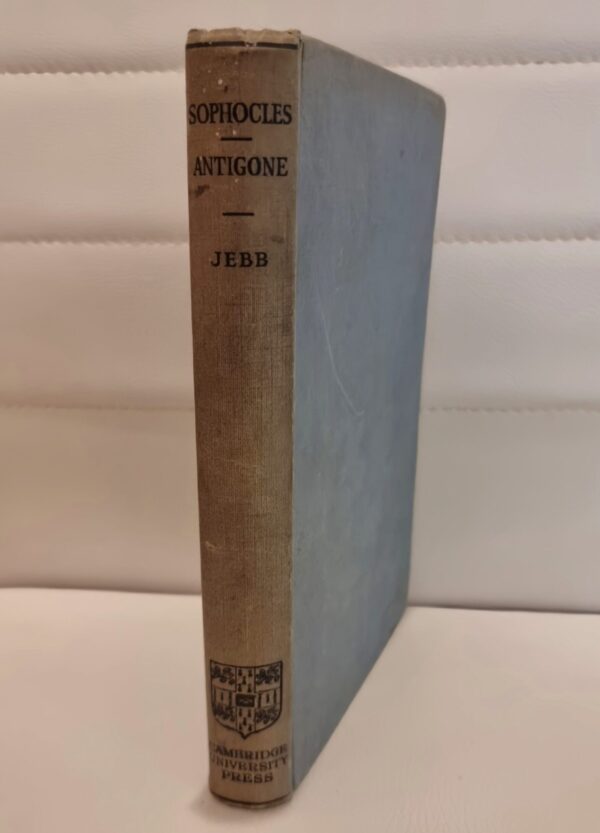 SOPHOCLES
ANTIGONE
JEBB
CAMBRIDGE
UNIVERSITY
PRESS